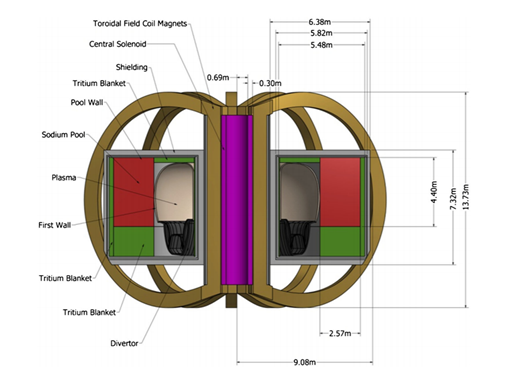 Toroidal Field Coil Magnets
Central Solenoid
Shielding
Tritium Blanket
Pool Wall
Sodium Pool
Plasma
First Wall
Tritium Blanket
Tritium Blanket
Divertor
6.38m
5.82m
5.48m
0.69m
0.30m
4.40m
7.32m
13.73m
2.57m
9.08m